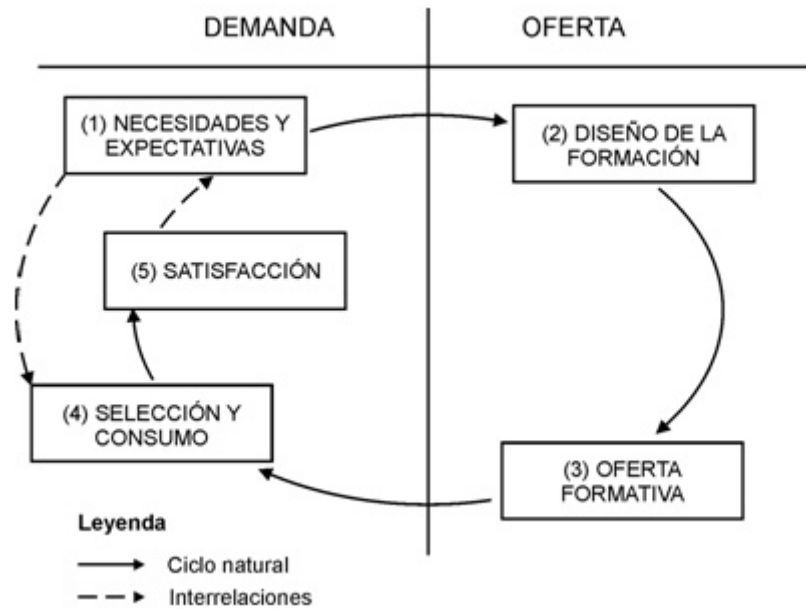 DEMANDA
OFERTA
(1) NECESIDADES Y
EXPECTATIVAS
(2) DISEÑO DE LA
FORMACIÓN
(5) SATISFACCIÓN
(4) SELECCIÓN Y
CONSUMO
(3) OFERTA
FORMATIVA
Leyenda
Ciclo natural
Interrelaciones